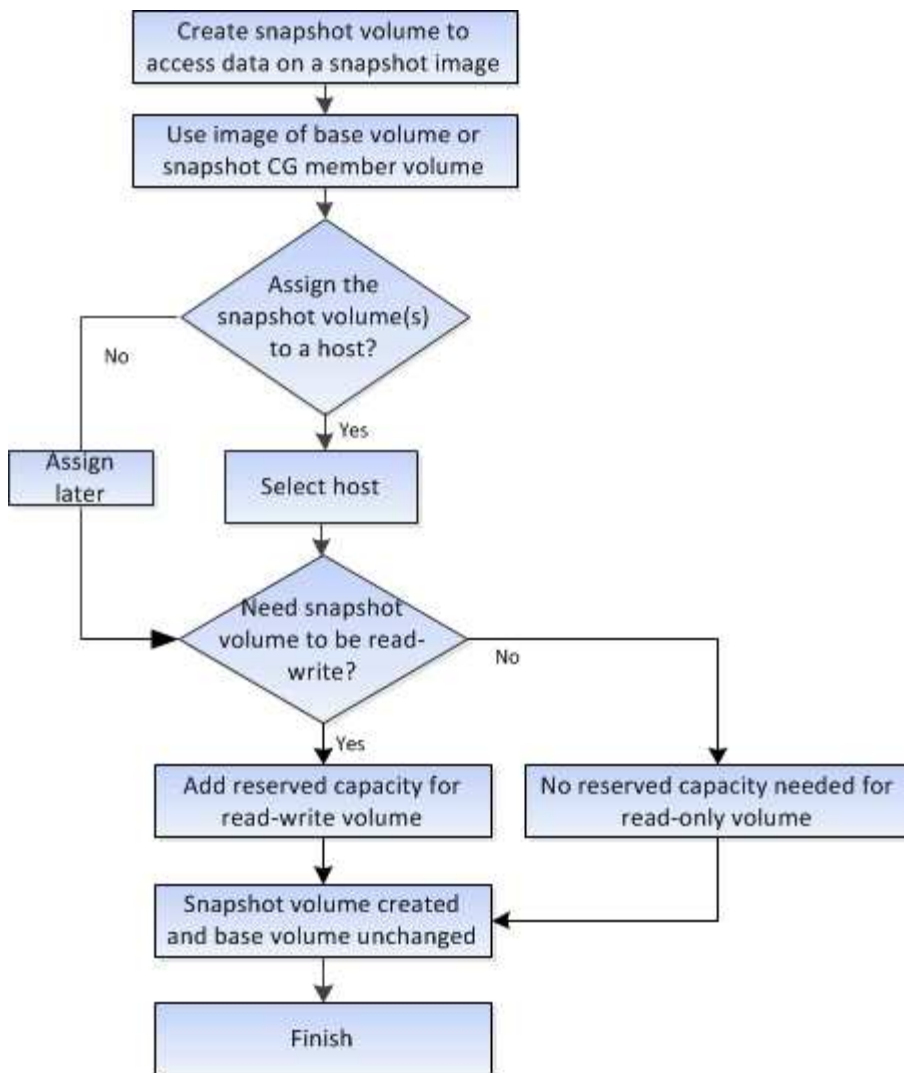 Create snapshot volume to
access data on a snapshot image
Use image of base volume or
snapshot CG member volume
Assign the
snapshot volume(s)
to a host?
No
Yes
Assign
later
Select host
Need snapshot
volume to be read-
write?
No
Yes
Add reserved capacity for
read-write volume
No reserved capacity needed for
read-only volume
Snapshot volume created
and base volume unchanged
Finish